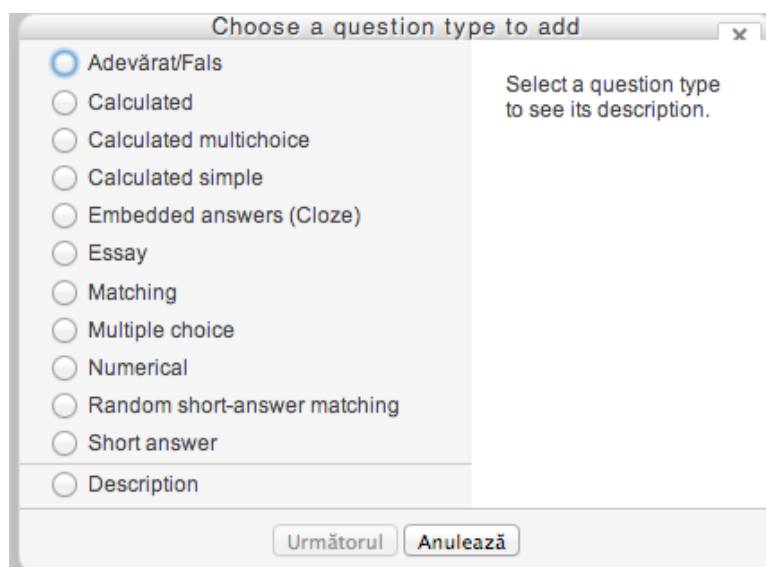 Choose a question type to add
Adevărat/Fals
Calculated
Calculated multichoice
Calculated simple
Embedded answers (Cloze)
Essay
Matching
Multiple choice
Numerical
Random short-answer matching
Short answer
Description
Select a question type
to see its description.
Următorul Anulează